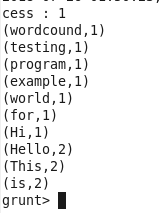 cess : 1
(wordcound,1)
(testing,1)
(program,1)
(example,1)
(world,1)
(for,1)
(Hi,1)
(Hello,2)
(This,2)
(is,2)
grunt>